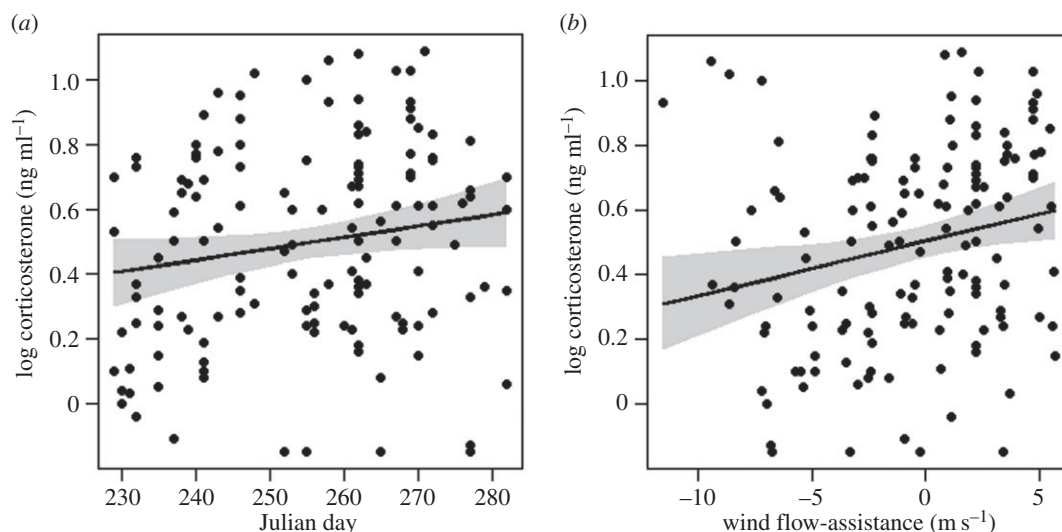 (a)
log corticosterone (ng ml⁻¹)
1.0
0.8
0.6
0.4
0.2
0
230 240 250 260 270 280
Julian day
(b)
log corticosterone (ng ml⁻¹)
1.0
0.8
0.6
0.4
0.2
0
−10 −5 0 5
wind flow-assistance (m s⁻¹)